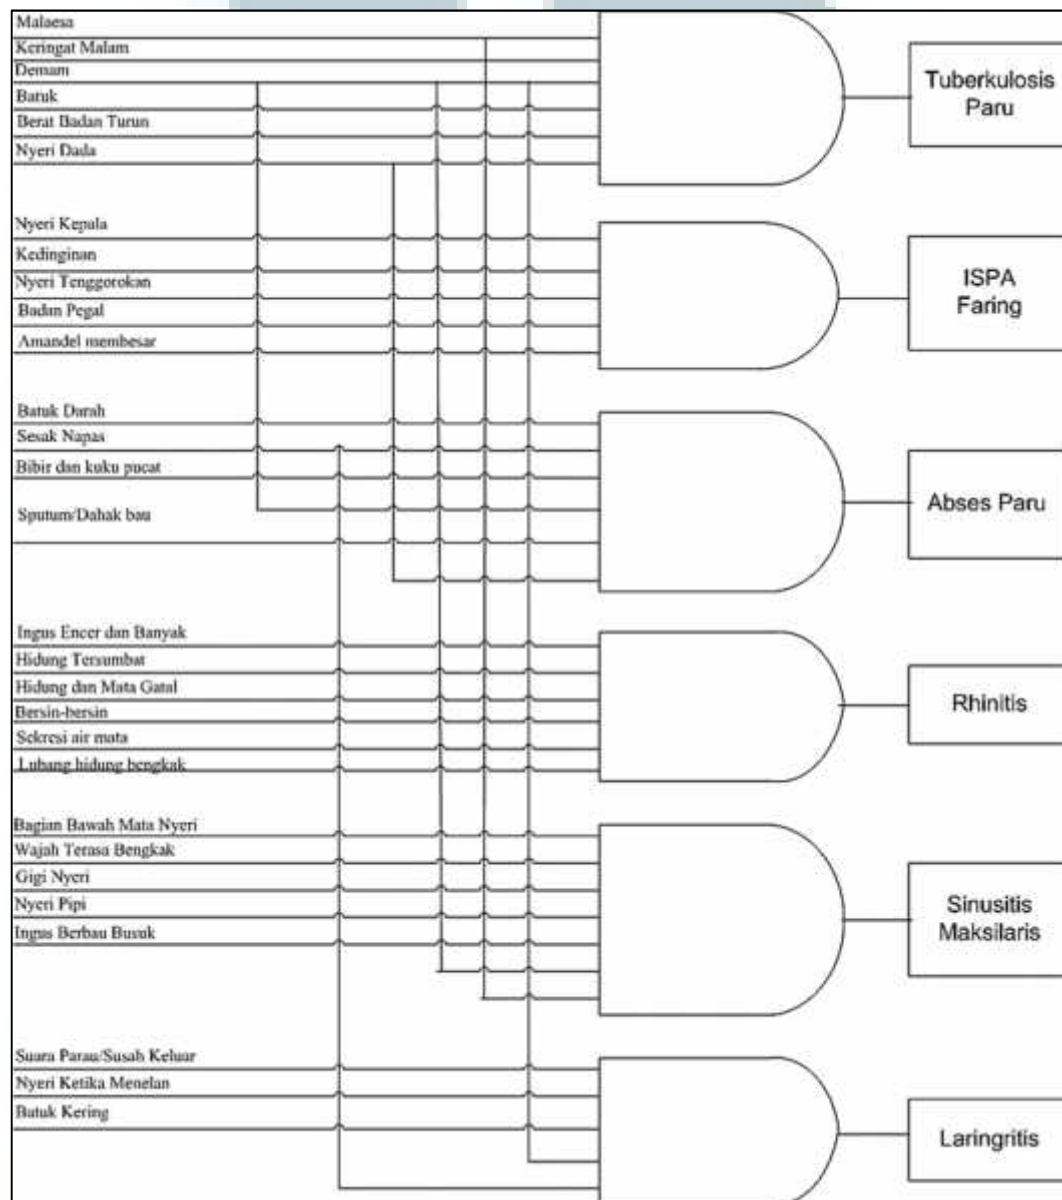 Malaesa
Keringat Malam
Demam
Batuk
Berat Badan Turun
Nyeri Dada
Tuberkulosis
Paru
Nyeri Kepala
Kedinginan
Nyeri Tenggorokan
Badan Pegal
Amandel membesar
ISPA
Faring
Batuk Darah
Sesak Napas
Bibir dan kuku pucat
Sputum/Dahak bau
Abses Paru
Ingus Encer dan Banyak
Hidung Tersumbat
Hidung dan Mata Gatal
Bersin-bersin
Sekresi air mata
Lubang hidung bengkak
Rhinitis
Bagian Bawah Mata Nyeri
Wajah Terasa Bengkak
Gigi Nyeri
Nyeri Pipi
Ingus Berbau Busuk
Sinusitis
Maksilaris
Suara Parau/Susah Keluar
Nyeri Ketika Menelan
Batuk Kering
Laringritis